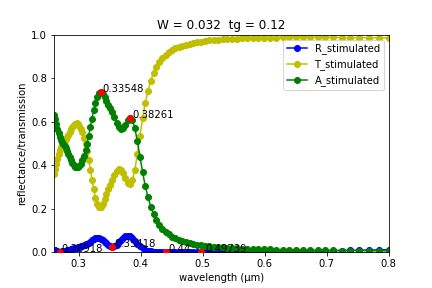 W = 0.032 tg = 0.12
R_stimulated
T_stimulated
A_stimulated
0.33548
0.38261
1.0
0.8
0.6
0.4
0.2
0.0
reflectance/transmission
0.3
0.4
0.5
0.6
0.7
0.8
wavelength (μm)